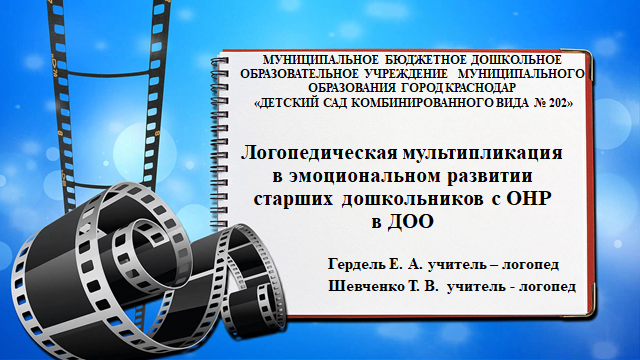 МУНИЦИПАЛЬНОЕ БЮДЖЕТНОЕ ДОШКОЛЬНОЕ
ОБРАЗОВАТЕЛЬНОЕ УЧРЕЖДЕНИЕ МУНИЦИПАЛЬНОГО
ОБРАЗОВАНИЯ ГОРОД КРАСНОДАР
«ДЕТСКИЙ САД КОМБИНИРОВАННОГО ВИДА № 202»
Логопедическая мультипликация
в эмоциональном развитии
старших дошкольников с ОНР
в ДОО
Гердель Е. А. учитель – логопед
Шевченко Т. В. учитель - логопед